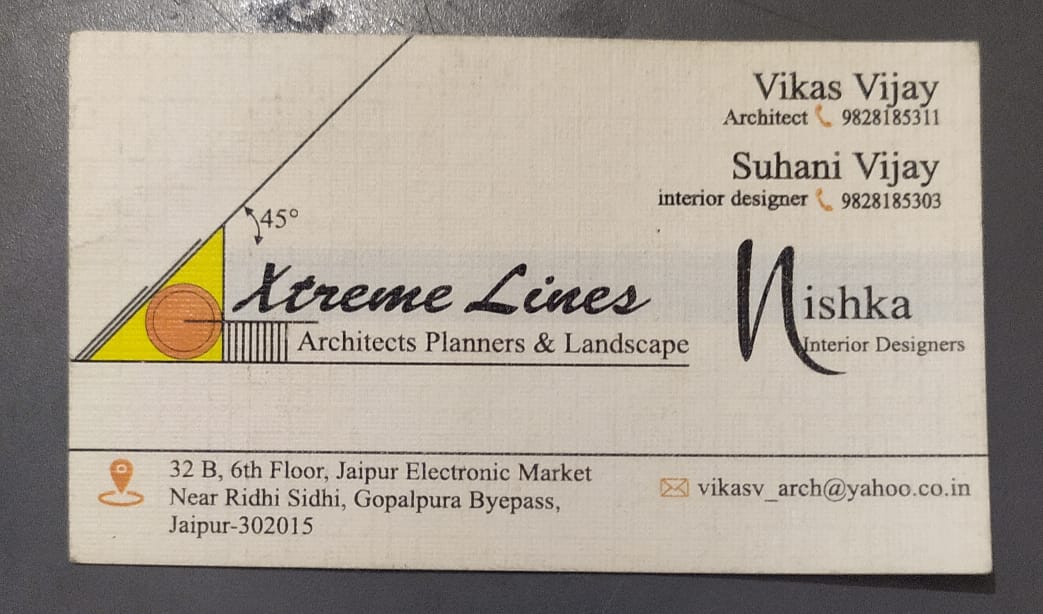 Vikas Vijay
Architect 9828185311
Suhani Vijay
interior designer 9828185303
45°
Xtreme Lines
Architects Planners & Landscape
Nishka
Interior Designers
32 B, 6th Floor, Jaipur Electronic Market
Near Ridhi Sidhi, Gopalpura Byepass,
Jaipur-302015
vikasv_arch@yahoo.co.in